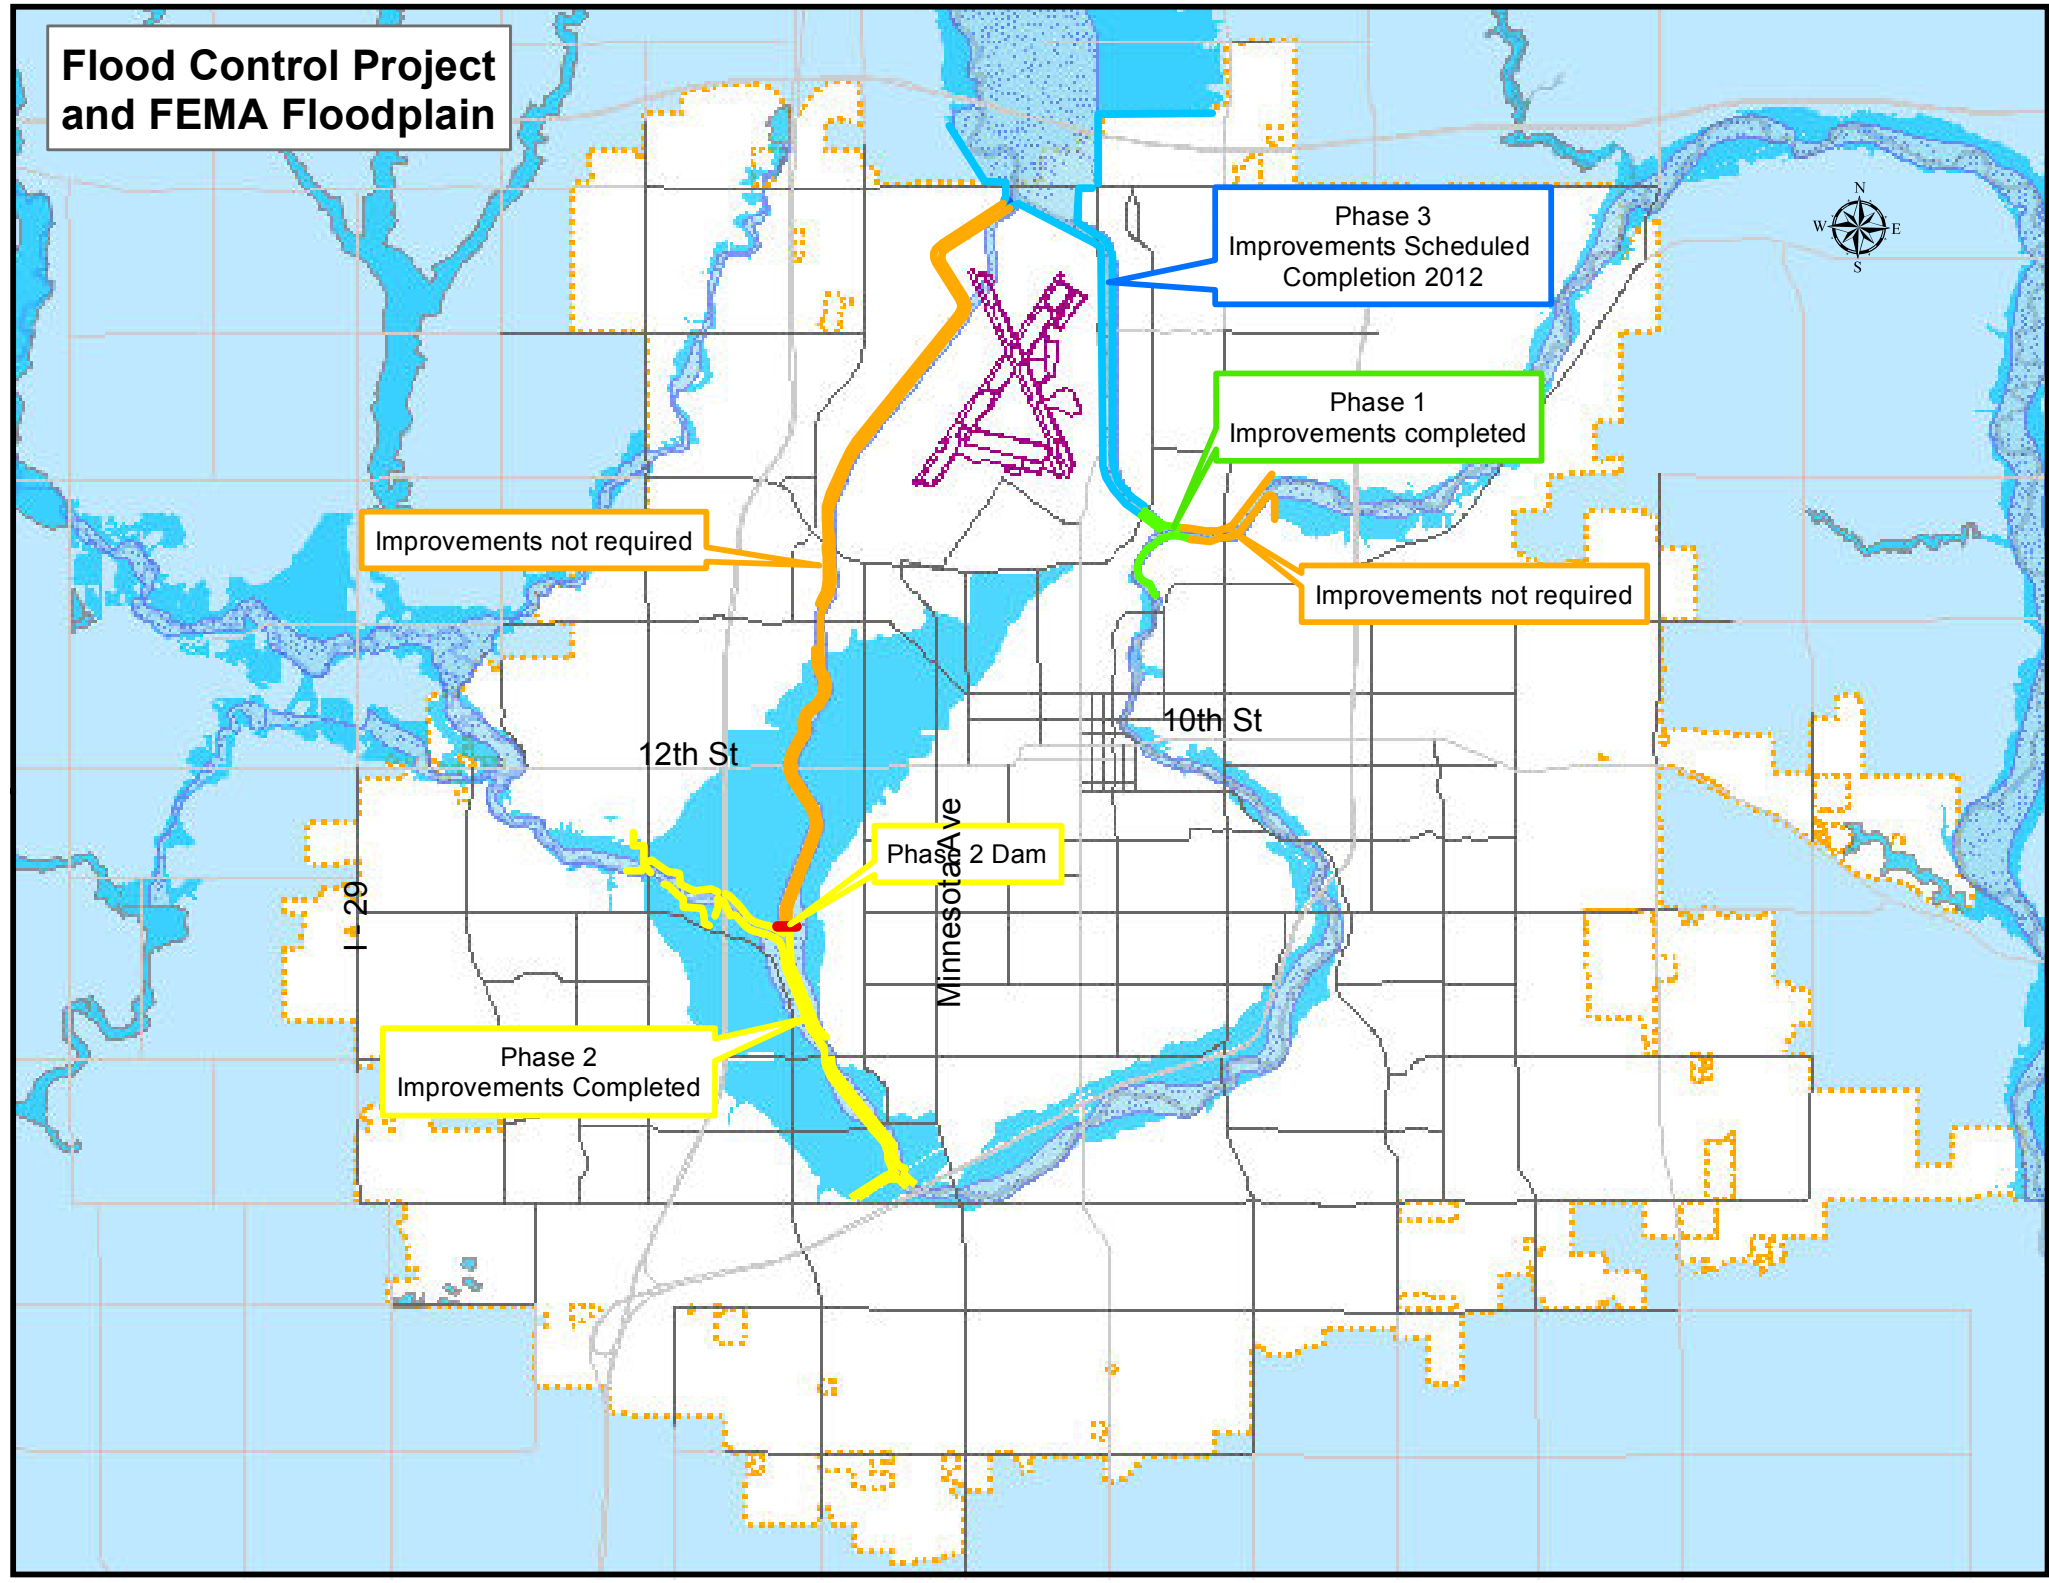 Flood Control Project
and FEMA Floodplain
N
W
E
S
Phase 3
Improvements Scheduled
Completion 2012
Phase 1
Improvements completed
Improvements not required
Improvements not required
10th St
12th St
Minnesota Ave
Phase 2 Dam
I - 29
Phase 2
Improvements Completed